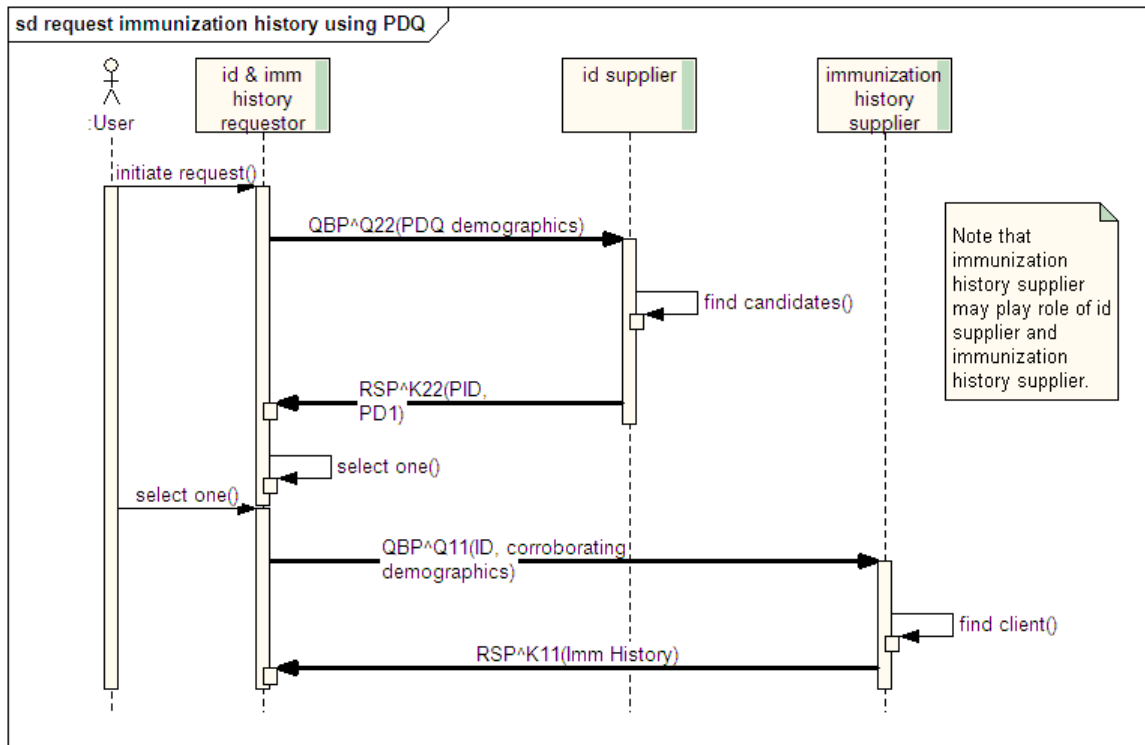 sd request immunization history using PDQ
:User
id & imm
history
requestor
id supplier
immunization
history
supplier
initiate request()
QBP^Q22(PDQ demographics)
Note that
immunization
history supplier
may play role of id
supplier and
immunization
history supplier.
find candidates()
RSP^K22(PID,
PD1)
select one()
select one()
QBP^Q11(ID, corroborating
demographics)
find client()
RSP^K11(Imm History)